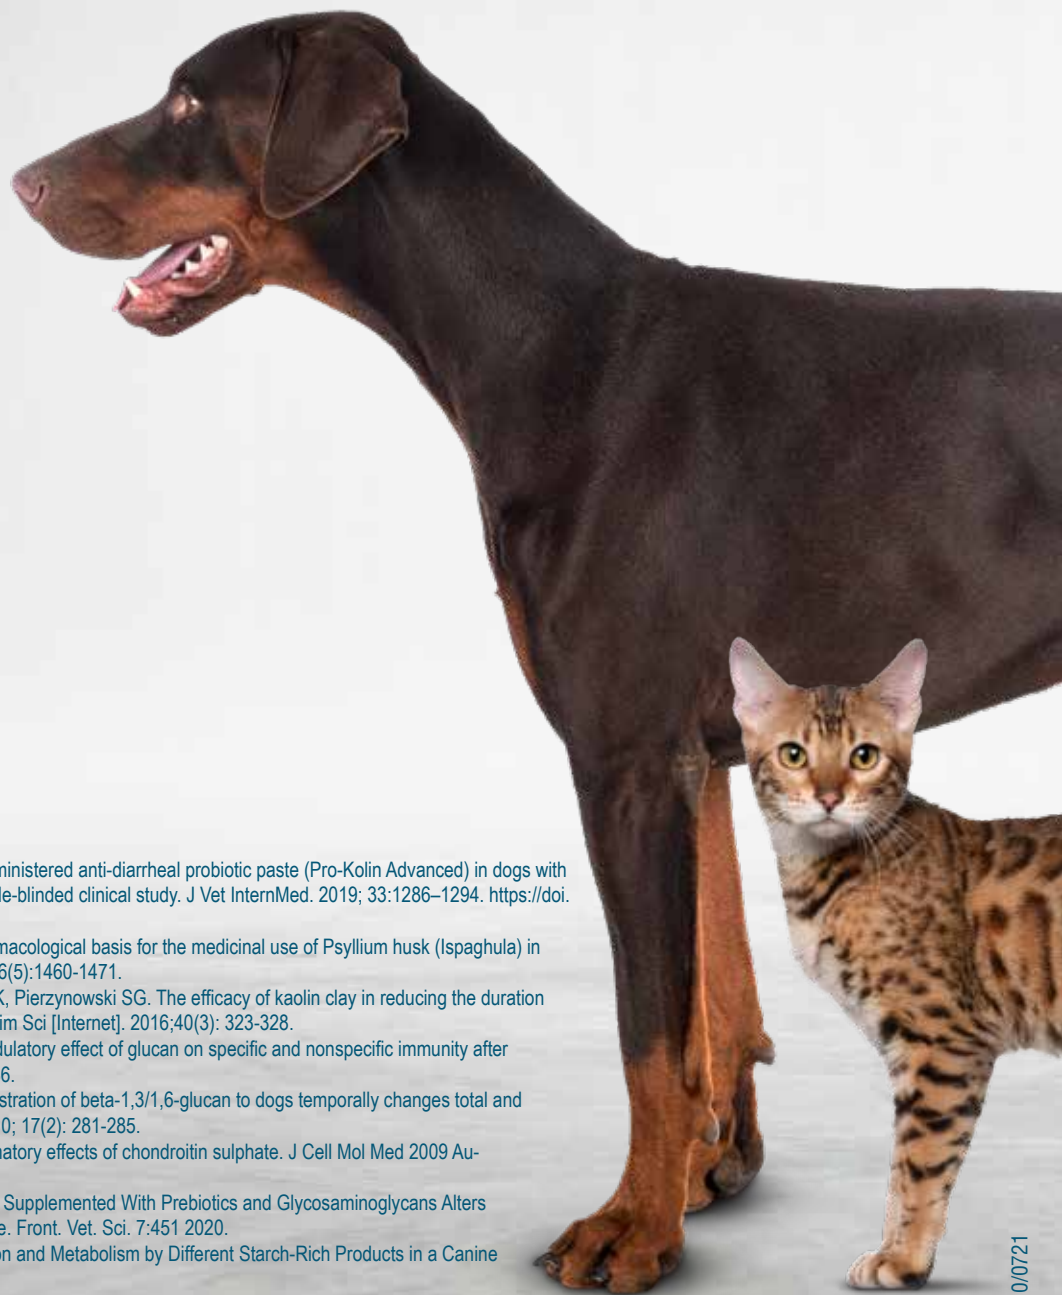 ministered anti-diarrheal probiotic paste (Pro-Kolin Advanced) in dogs with
le-blinded clinical study. J Vet InternMed. 2019; 33:1286–1294. https://doi.
macological basis for the medicinal use of Psyllium husk (Ispaghula) in
6(5):1460-1471.
K, Pierzynowski SG. The efficacy of kaolin clay in reducing the duration
im Sci [Internet]. 2016;40(3): 323-328.
dulatory effect of glucan on specific and nonspecific immunity after
6.
stration of beta-1,3/1,6-glucan to dogs temporally changes total and
0; 17(2): 281-285.
natory effects of chondroitin sulphate. J Cell Mol Med 2009 Au-
Supplemented With Prebiotics and Glycosaminoglycans Alters
e. Front. Vet. Sci. 7:451 2020.
on and Metabolism by Different Starch-Rich Products in a Canine
0/0721